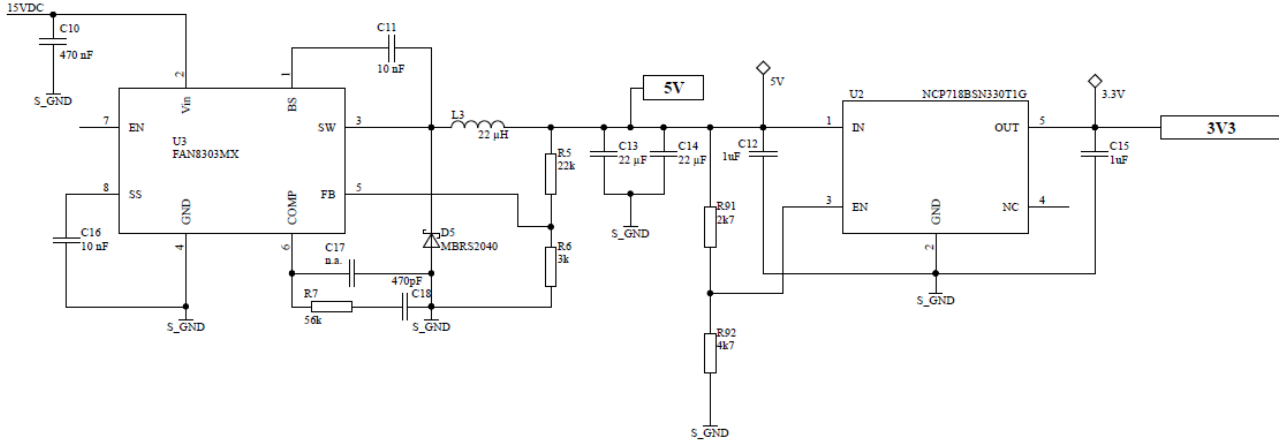 15VDC
C10
470 nF
S_GND
C11
10 nF
2
1
Vin
BS
7
EN
SW
3
U3
FAN8303MX
8
SS
FB
5
GND
COMP
4
6
C16
10 nF
S_GND
L3
22 µH
R5
22k
R6
3k
D5
MBRS2040
C17
n.a.
470pF
C18
R7
56k
S_GND
5V
C13
22 µF
C14
22 µF
S_GND
R91
2k7
R92
4k7
S_GND
5V
C12
1uF
U2
NCP718BSN330T1G
1
IN
OUT
5
3
EN
NC
4
GND
2
S_GND
3.3V
C15
1uF
3V3